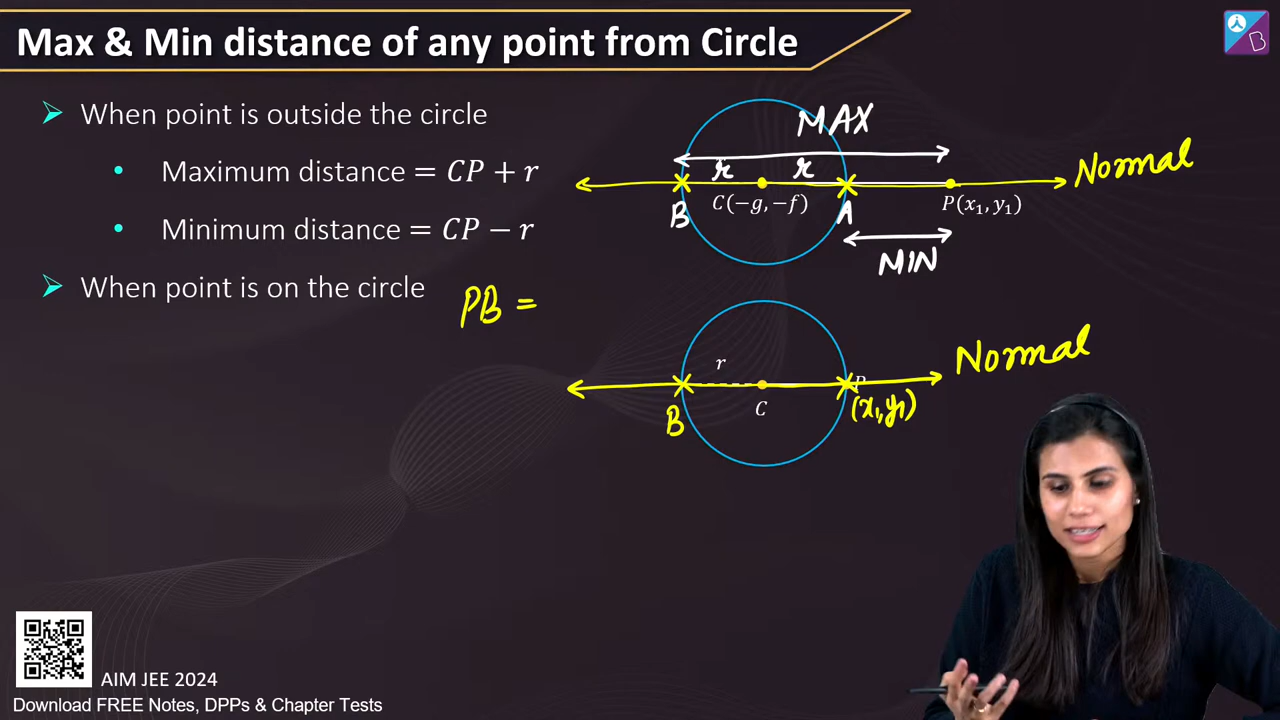 Max & Min distance of any point from Circle
B
➤ When point is outside the circle
• Maximum distance = CP + r
• Minimum distance = CP − r
➤ When point is on the circle
PB =
MAX
r r
Normal
B C(−g, −f) A P(x₁, y₁)
MIN
Normal
r P
B C (x₁, y₁)
AIM JEE 2024
Download FREE Notes, DPPs & Chapter Tests